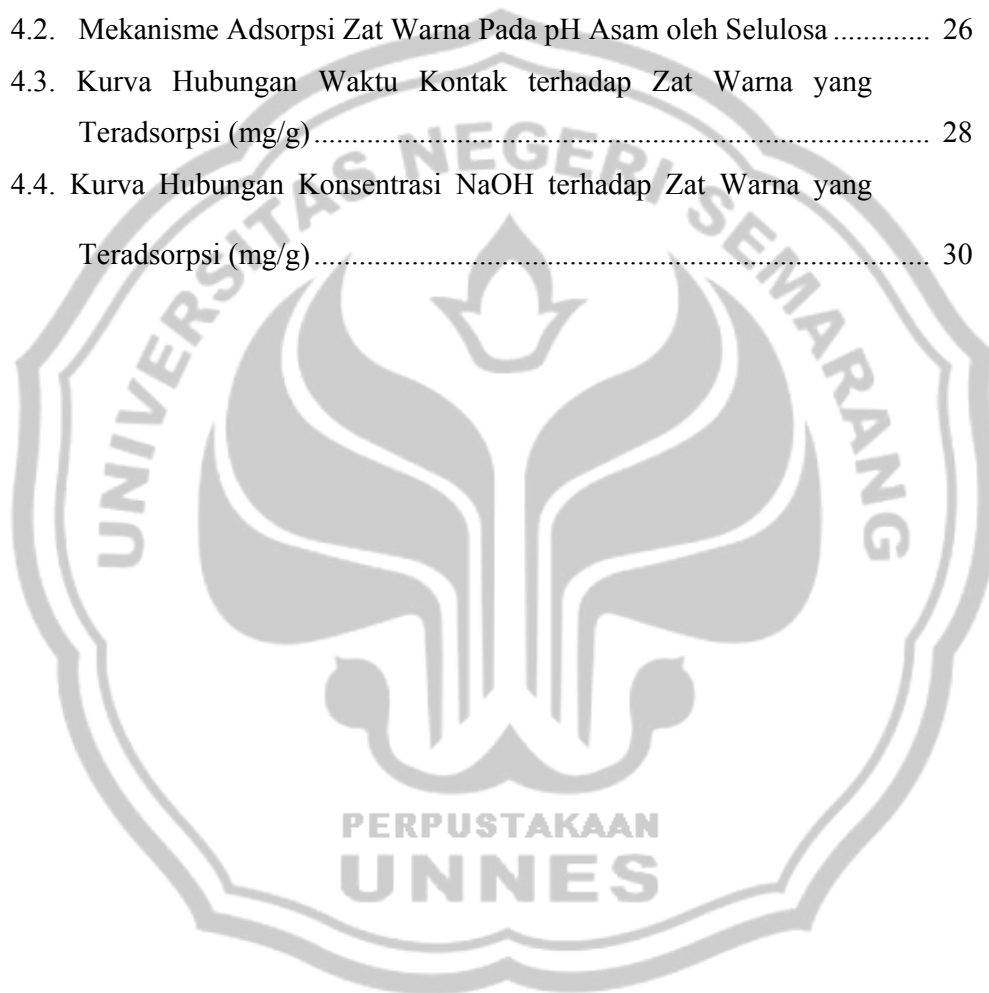 4.2. Mekanisme Adsorpsi Zat Warna Pada pH Asam oleh Selulosa ............. 26
4.3. Kurva Hubungan Waktu Kontak terhadap Zat Warna yang
Teradsorpsi (mg/g) ........................................................................................ 28
4.4. Kurva Hubungan Konsentrasi NaOH terhadap Zat Warna yang
Teradsorpsi (mg/g) ........................................................................................ 30
UNIVERSITAS NEGERI SEMARANG
PERPUSTAKAAN
UNNES